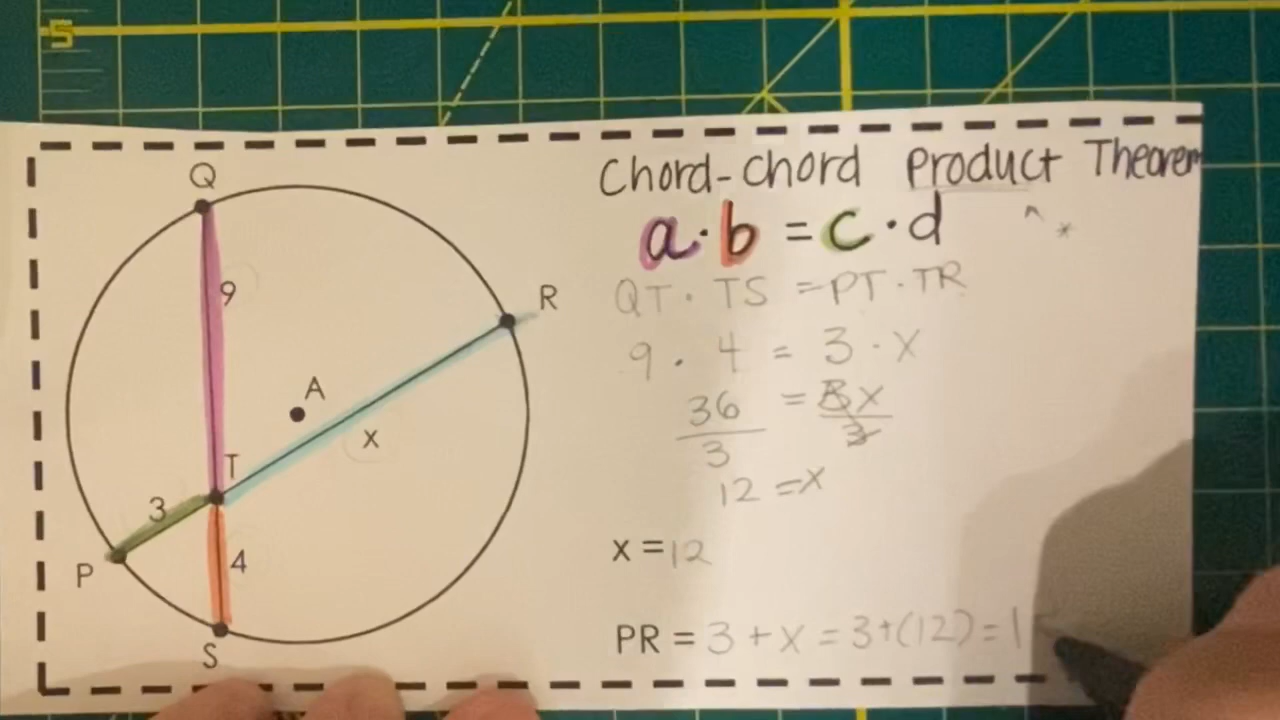 5
Chord-chord Product Theorem
a·b = c·d
QT · TS = PT · TR
9 · 4 = 3 · x
36 = 3x
3 3
12 = x
x = 12
PR = 3 + x = 3+(12) = 1
Q
9
R
A
x
T
3
P
4
S